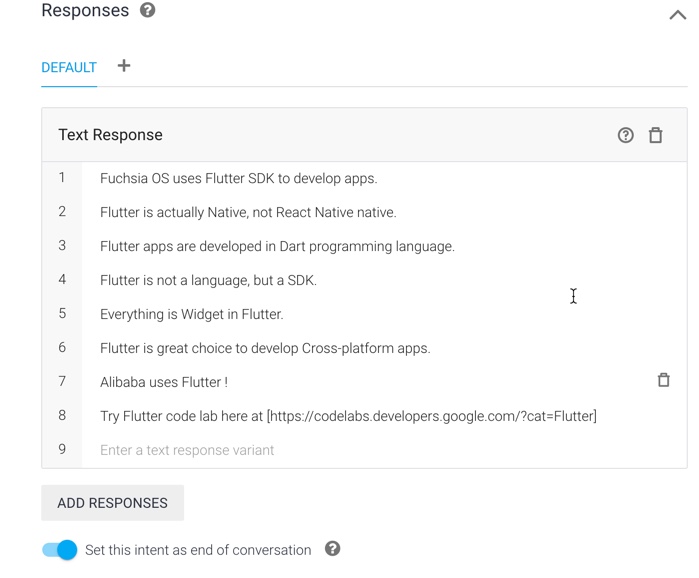 Responses
DEFAULT
Text Response
1 Fuchsia OS uses Flutter SDK to develop apps.
2 Flutter is actually Native, not React Native native.
3 Flutter apps are developed in Dart programming language.
4 Flutter is not a language, but a SDK.
5 Everything is Widget in Flutter.
6 Flutter is great choice to develop Cross-platform apps.
7 Alibaba uses Flutter !
8 Try Flutter code lab here at [https://codelabs.developers.google.com/?cat=Flutter]
9 Enter a text response variant
ADD RESPONSES
Set this intent as end of conversation